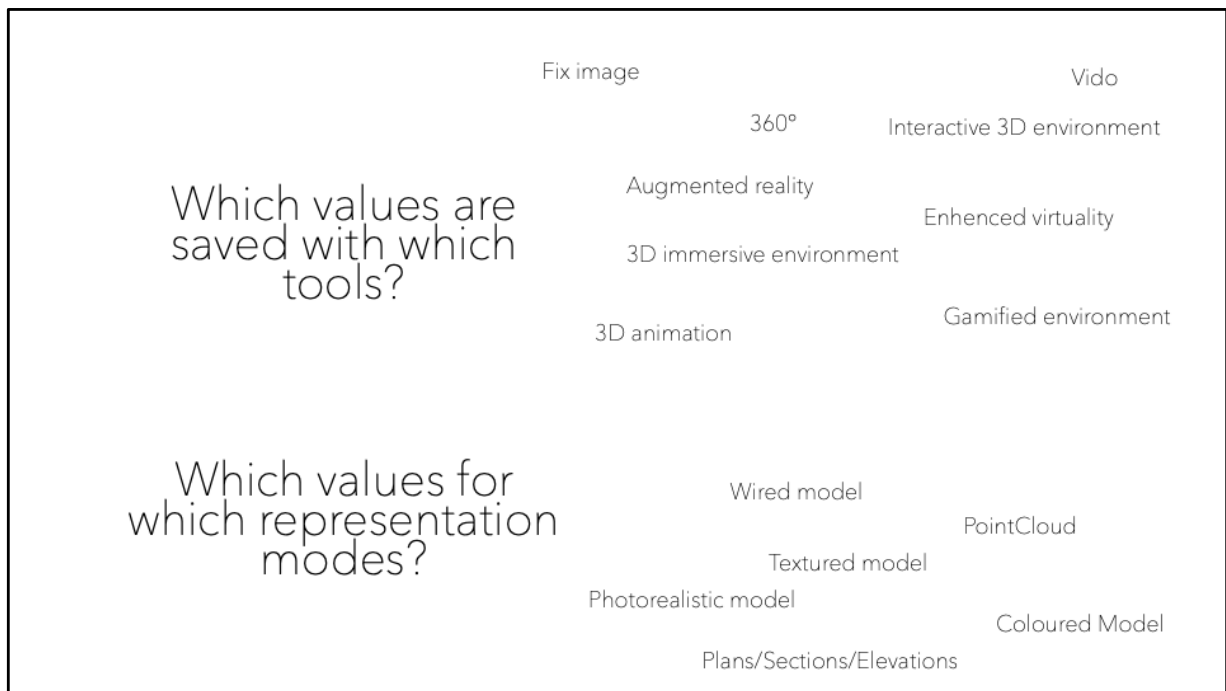 Fix image
Vido
360°
Interactive 3D environment
Which values are
saved with which
tools?
Augmented reality
Enhenced virtuality
3D immersive environment
Gamified environment
3D animation
Which values for
which representation
modes?
Wired model
PointCloud
Textured model
Photorealistic model
Coloured Model
Plans/Sections/Elevations